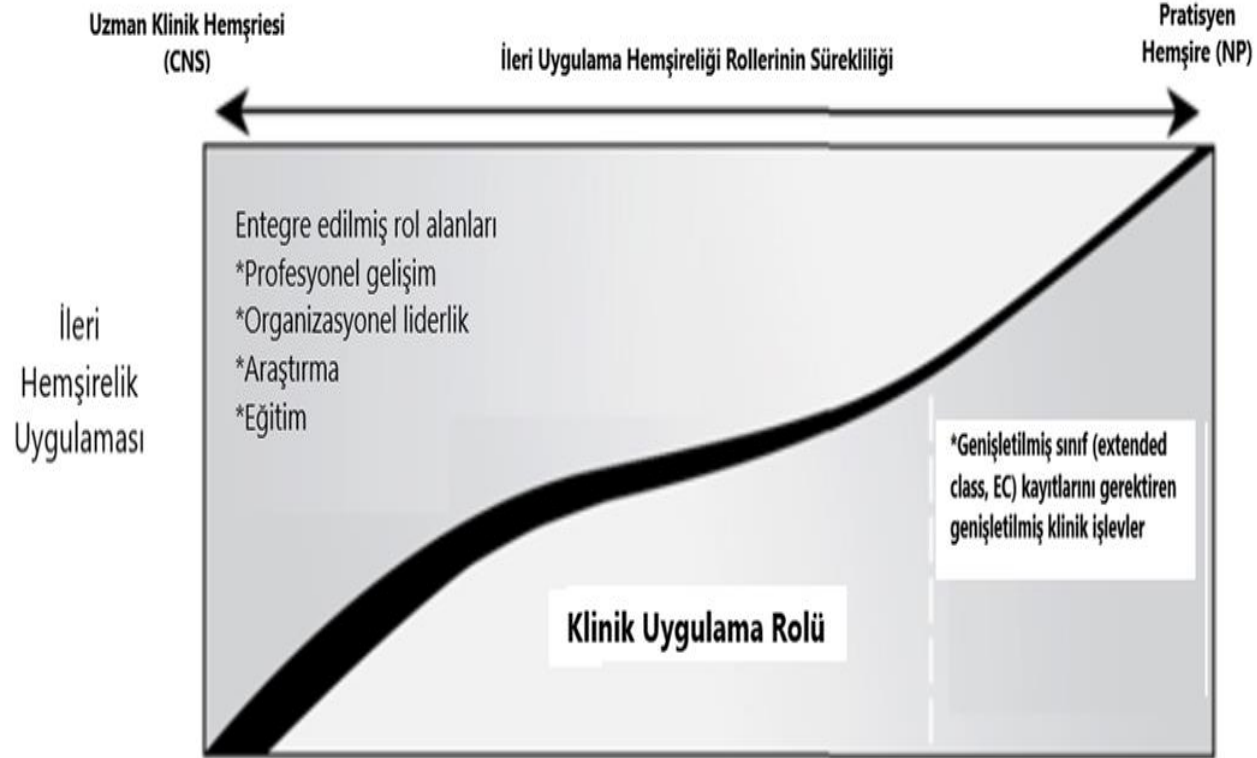 Uzman Klinik Hemşriesi
(CNS)
İleri Uygulama Hemşireliği Rollerinin Sürekliliği
Pratisyen
Hemşire (NP)
Entegre edilmiş rol alanları
*Profesyonel gelişim
*Organizasyonel liderlik
*Araştırma
*Eğitim
İleri
Hemşirelik
Uygulaması
*Genişletilmiş sınıf (extended
class, EC) kayıtlarını gerektiren
genişletilmiş klinik işlevler
Klinik Uygulama Rolü